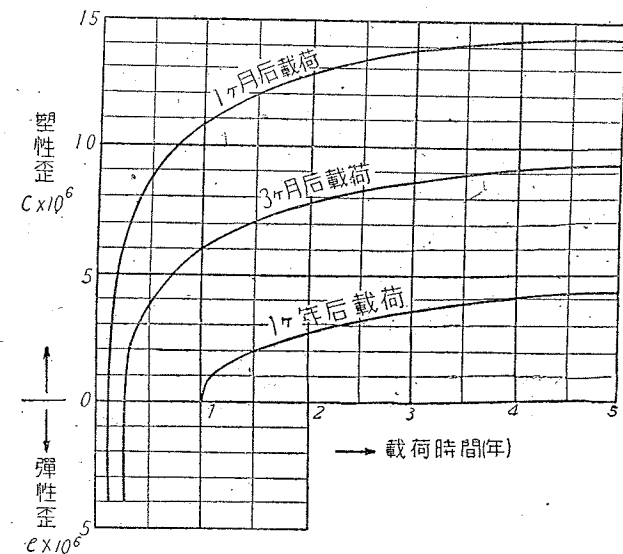 15
10
5
0
5
塑性歪
C×10⁶
彈性歪
e×10⁶
1ヶ月后載荷
3ヶ月后載荷
1ヶ年后載荷
1 2 3 4 5
載荷時間(年)